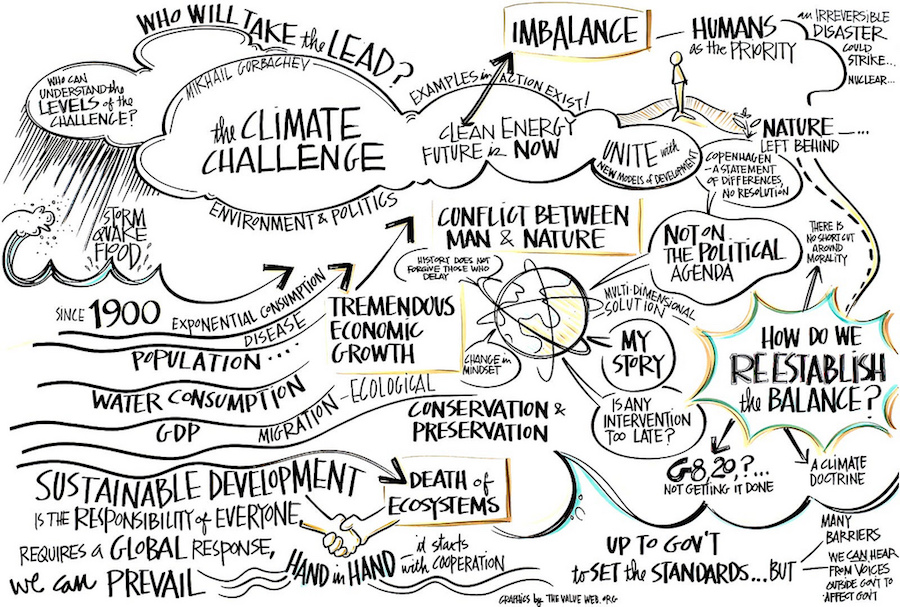 WHO WILL TAKE the LEAD?
MIKHAIL GORBACHEV
WHO CAN
UNDERSTAND the
LEVELS of the
CHALLENGE?
the CLIMATE
CHALLENGE
ENVIRONMENT & POLITICS
EXAMPLES in ACTION EXIST!
CLEAN ENERGY
FUTURE is NOW
UNITE with
NEW MODELS of DEVELOPMENT
IMBALANCE
HUMANS
as the PRIORITY
an IRREVERSIBLE
DISASTER
COULD
STRIKE...
NUCLEAR...
NATURE —...
LEFT BEHIND
COPENHAGEN
- A STATEMENT
OF DIFFERENCES,
NO RESOLUTION
STORM
QUAKE
FLOOD
CONFLICT BETWEEN
MAN & NATURE
HISTORY DOES NOT
FORGIVE THOSE WHO
DELAY
NOT ON
THE POLITICAL
AGENDA
THERE IS
NO SHORT CUT
AROUND
MORALITY
MULTI-DIMENSIONAL
SOLUTION
SINCE 1900
EXPONENTIAL CONSUMPTION
DISEASE
POPULATION....
WATER CONSUMPTION
GDP
MIGRATION - ECOLOGICAL
TREMENDOUS
ECONOMIC
GROWTH
CHANGE in
MINDSET
MY
STORY
IS ANY
INTERVENTION
TOO LATE?
HOW DO WE
RE ESTABLISH
the BALANCE?
CONSERVATION &
PRESERVATION
G8, 20,?...
NOT GETTING IT DONE
A CLIMATE
DOCTRINE
DEATH of
ECOSYSTEMS
SUSTAINABLE DEVELOPMENT
IS THE RESPONSIBILITY of EVERYONE,
REQUIRES a GLOBAL RESPONSE,
we can PREVAIL
HAND in HAND
it starts
with COOPERATION
UP TO GOV'T
to SET the STANDARDS...BUT
MANY
BARRIERS
WE CAN HEAR
FROM VOICES
OUTSIDE GOV'T TO
AFFECT GOV'T
GRAPHICS by THE VALUE WEB.ORG